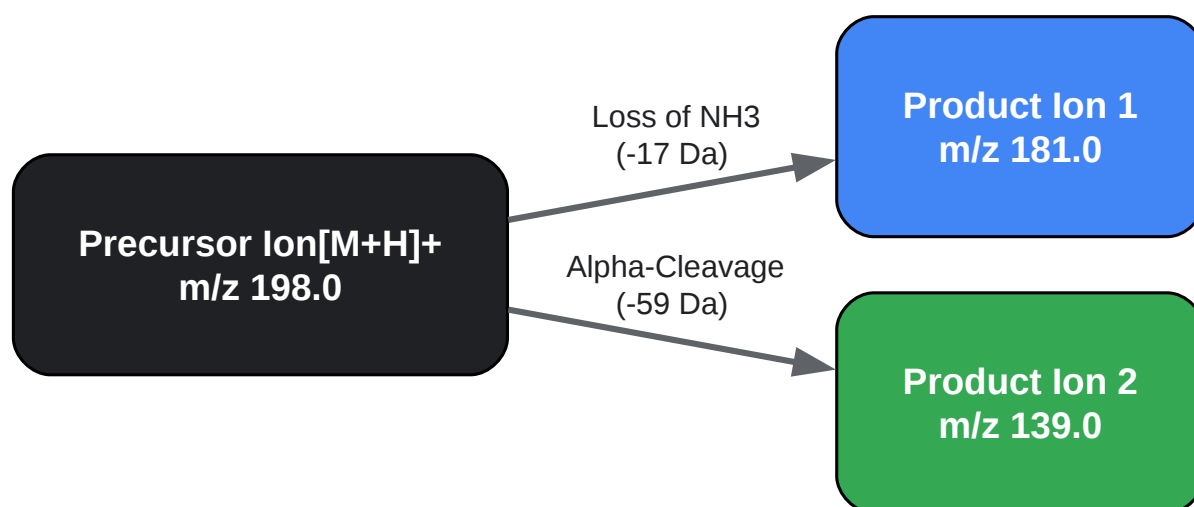 Precursor Ion[M+H]+
m/z 198.0
Loss of NH3
(-17 Da)
Product Ion 1
m/z 181.0
Alpha-Cleavage
(-59 Da)
Product Ion 2
m/z 139.0